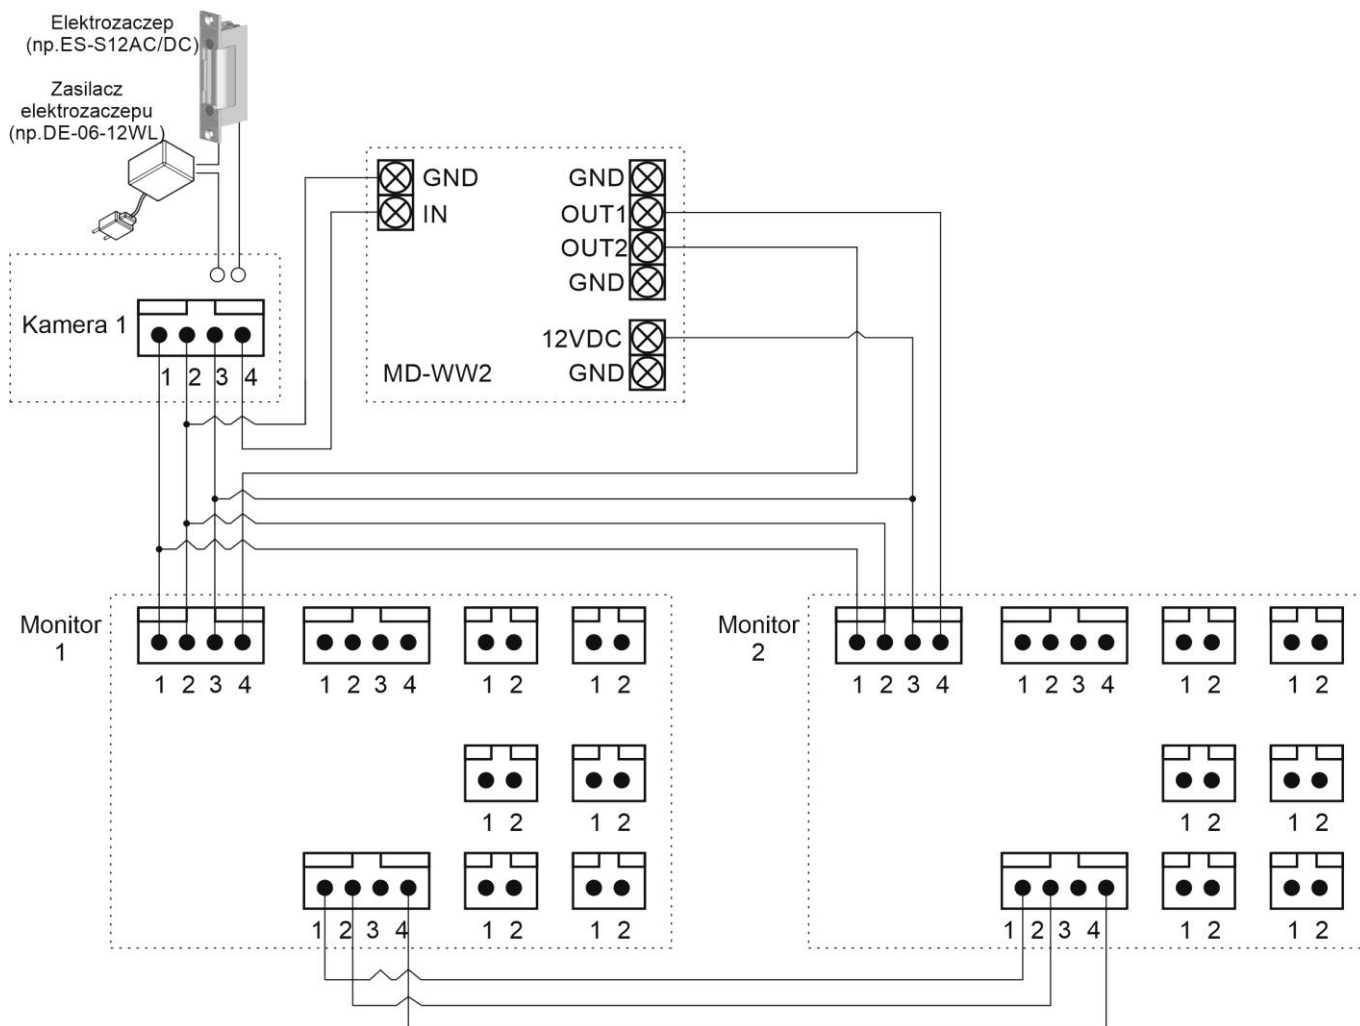 Elektrozaczep
(np.ES-S12AC/DC)
Zasilacz
elektrozaczepu
(np.DE-06-12WL)
GND
IN
GND
OUT1
OUT2
GND
12VDC
GND
MD-WW2
Kamera 1
1 2 3 4
Monitor
1
1 2 3 4
1 2 3 4
1 2
1 2
1 2
1 2
1 2 3 4
1 2
1 2
Monitor
2
1 2 3 4
1 2 3 4
1 2
1 2
1 2
1 2
1 2 3 4
1 2
1 2